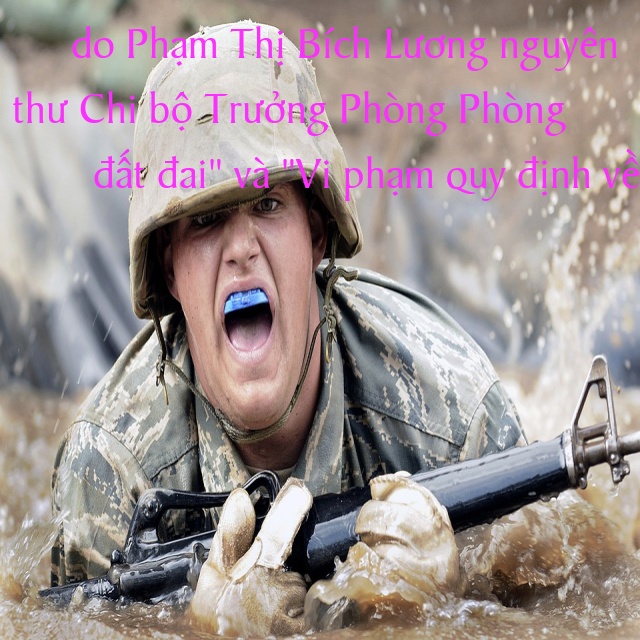 do Phạm Thị Bích Lương nguyên
thư Chi bộ Trưởng Phòng Phòng
đất đai" và "Vi phạm quy định về